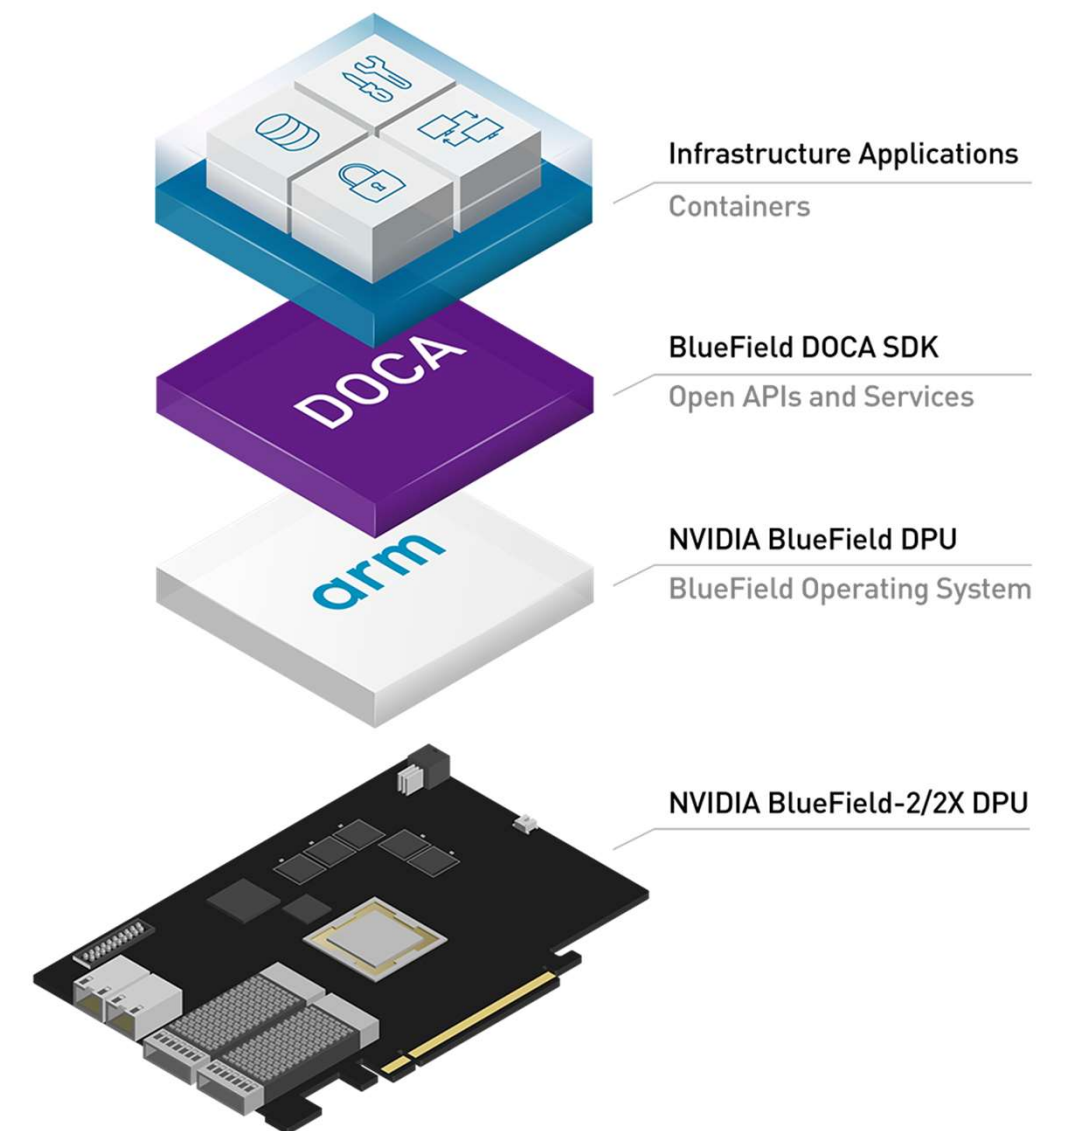 Infrastructure Applications
Containers
DOCA
BlueField DOCA SDK
Open APIs and Services
arm
NVIDIA BlueField DPU
BlueField Operating System
NVIDIA BlueField-2/2X DPU